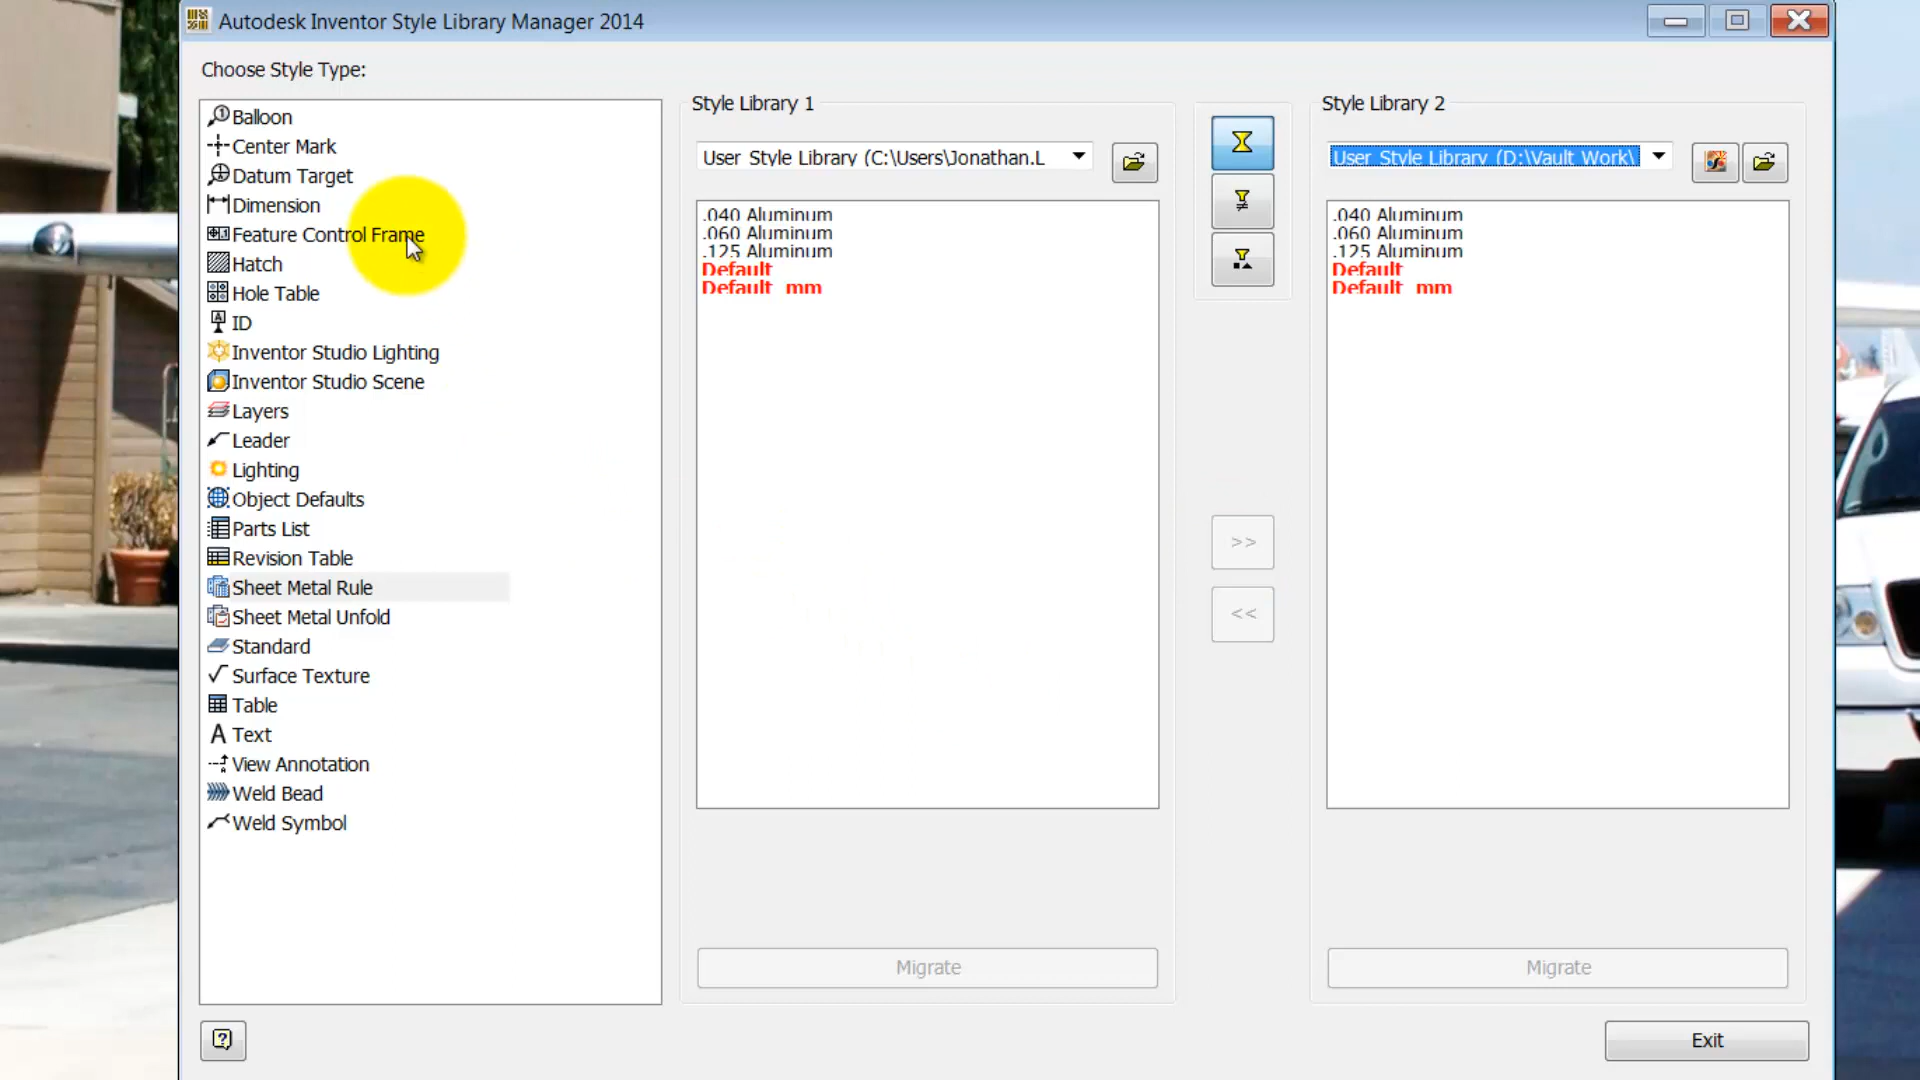 Autodesk Inventor Style Library Manager 2014
Choose Style Type:
Balloon
Center Mark
Datum Target
Dimension
Feature Control Frame
Hatch
Hole Table
ID
Inventor Studio Lighting
Inventor Studio Scene
Layers
Leader
Lighting
Object Defaults
Parts List
Revision Table
Sheet Metal Rule
Sheet Metal Unfold
Standard
Surface Texture
Table
Text
View Annotation
Weld Bead
Weld Symbol
Style Library 1
User Style Library (C:\Users\Jonathan.L
.040 Aluminum
.060 Aluminum
.125 Aluminum
Default
Default_mm
Migrate
>>
<<
Style Library 2
User Style Library (D:\Vault Work\
.040 Aluminum
.060 Aluminum
.125 Aluminum
Default
Default_mm
Migrate
Exit